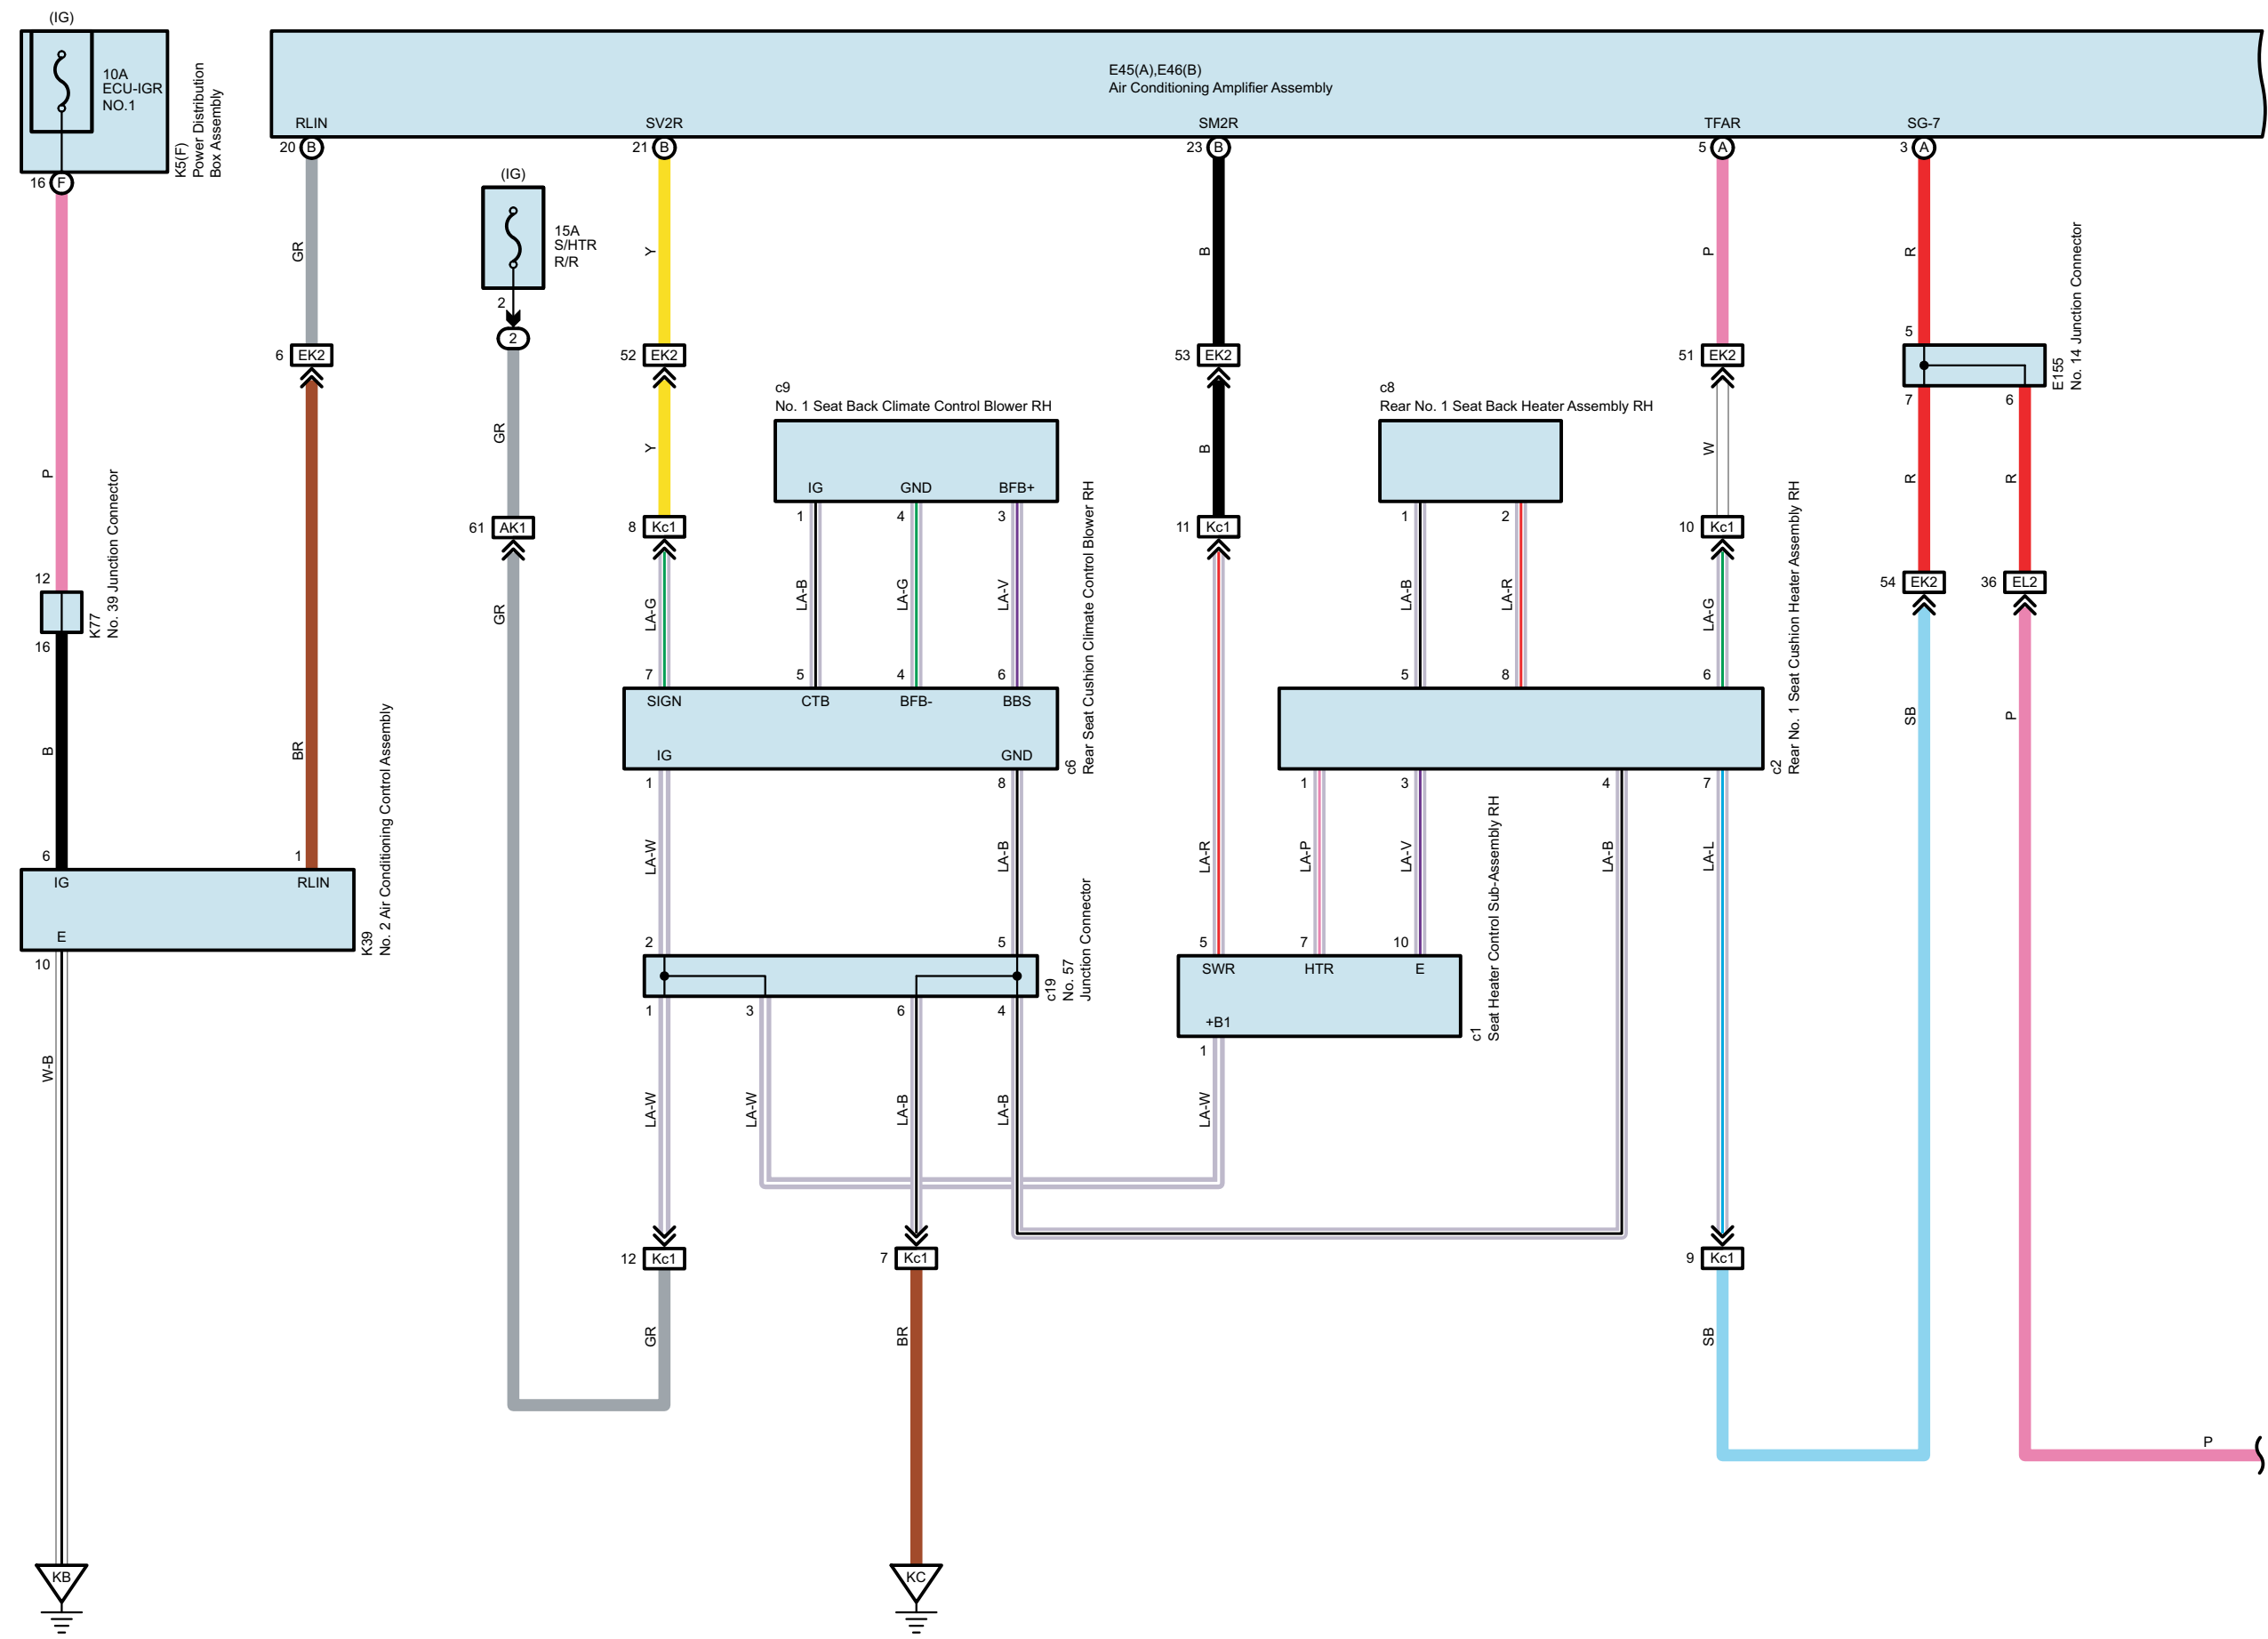 (IG)
10A
ECU-IGR
NO.1
K5(F)
Power Distribution
Box Assembly
E45(A),E46(B)
Air Conditioning Amplifier Assembly
RLIN
SV2R
SM2R
TFAR
SG-7
16 F
20 B
21 B
23 B
5 A
3 A
(IG)
15A
S/HTR
R/R
2
2
GR
Y
B
P
R
5
E155
No. 14 Junction Connector
7
6
6 EK2
52 EK2
53 EK2
51 EK2
c9
No. 1 Seat Back Climate Control Blower RH
c8
Rear No. 1 Seat Back Heater Assembly RH
P
GR
Y
B
W
R
R
IG
GND
BFB+
1
4
3
1
2
61 AK1
8 Kc1
11 Kc1
10 Kc1
12
K77
No. 39 Junction Connector
16
54 EK2
36 EL2
GR
LA-G
LA-B
LA-G
LA-V
LA-B
LA-R
LA-G
7
5
4
6
5
8
6
SIGN
CTB
BFB-
BBS
IG
GND
c6
Rear Seat Cushion Climate Control Blower RH
c2
Rear No. 1 Seat Cushion Heater Assembly RH
B
BR
SB
P
1
8
1
3
4
7
LA-W
LA-B
LA-R
LA-P
LA-V
LA-B
LA-L
6
1
IG
RLIN
E
K39
No. 2 Air Conditioning Control Assembly
10
2
5
c19
No. 57
Junction Connector
1
3
6
4
5
7
10
SWR
HTR
E
+B1
c1
Seat Heater Control Sub-Assembly RH
1
W-B
LA-W
LA-W
LA-B
LA-B
LA-W
12 Kc1
7 Kc1
9 Kc1
GR
BR
SB
P
KB
KC